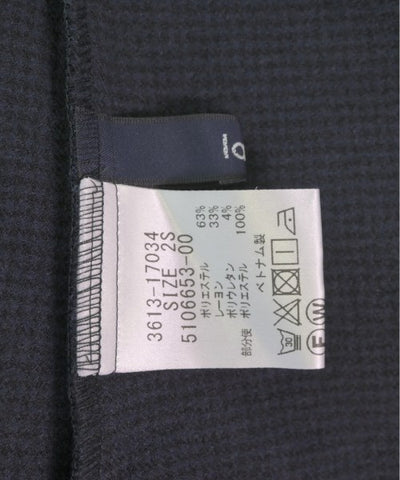 3613-17034
SIZE 2S
5106653-00
ポリエステル 63%
レーヨン 33%
ポリウレタン 4%
部分使 ポリエステル 100%
ベトナム製
30
F W